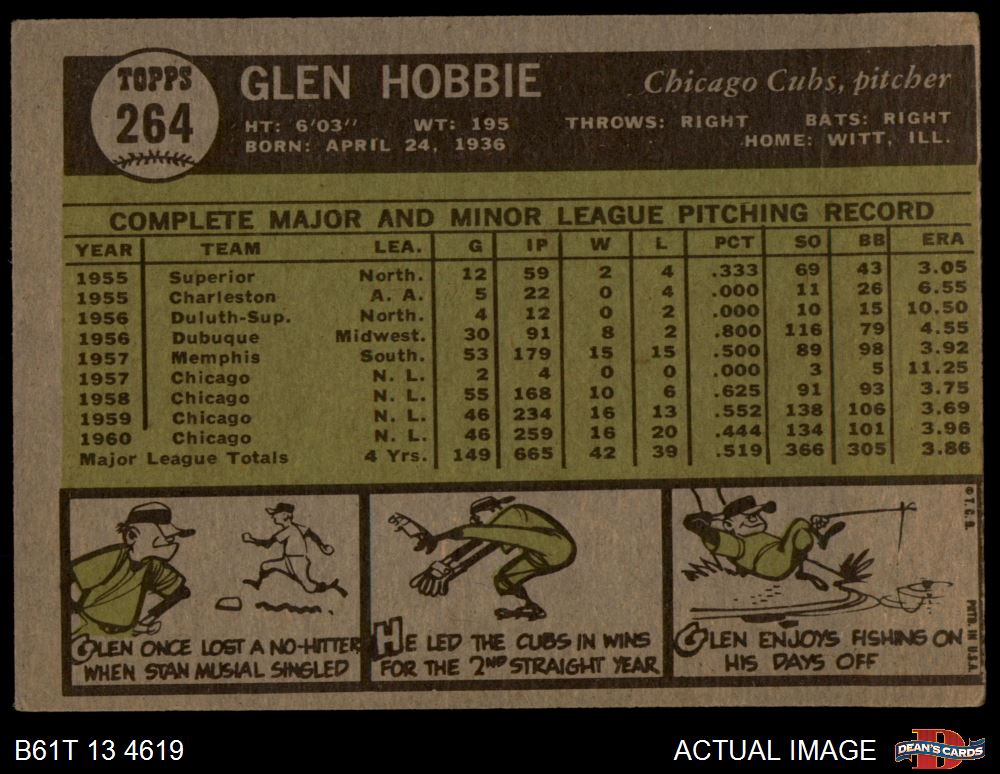 TOPPS
264
GLEN HOBBIE
Chicago Cubs, pitcher
HT: 6'03" WT: 195 THROWS: RIGHT BATS: RIGHT
BORN: APRIL 24, 1936 HOME: WITT, ILL.
COMPLETE MAJOR AND MINOR LEAGUE PITCHING RECORD
YEAR TEAM LEA. G IP W L PCT SO BB ERA
1955 Superior North. 12 59 2 4 .333 69 43 3.05
1955 Charleston A. A. 5 22 0 4 .000 11 26 6.55
1956 Duluth-Sup. North. 4 12 0 2 .000 10 15 10.50
1956 Dubuque Midwest. 30 91 8 2 .800 116 79 4.55
1957 Memphis South. 53 179 15 15 .500 89 98 3.92
1957 Chicago N. L. 2 4 0 0 .000 3 5 11.25
1958 Chicago N. L. 55 168 10 6 .625 91 93 3.75
1959 Chicago N. L. 46 234 16 13 .552 138 106 3.69
1960 Chicago N. L. 46 259 16 20 .444 134 101 3.96
Major League Totals 4 Yrs. 149 665 42 39 .519 366 305 3.86
GLEN ONCE LOST A NO-HITTER
WHEN STAN MUSIAL SINGLED
HE LED THE CUBS IN WINS
FOR THE 2ND STRAIGHT YEAR
GLEN ENJOYS FISHING ON
HIS DAYS OFF
© T.C.G.
PRTD. IN U.S.A.
B61T 13 4619
ACTUAL IMAGE
DEAN'S CARDS